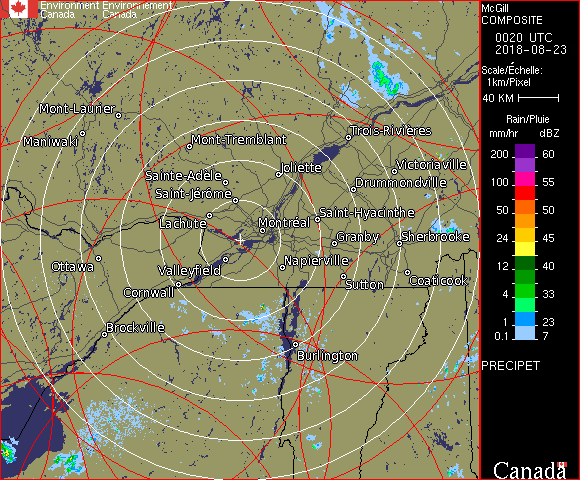 Environment Environnement
Canada Canada
McGill
COMPOSITE
0020 UTC
2018-08-23
Scale/Échelle:
1km/Pixel
40 KM
Rain/Pluie
mm/hr dBZ
200 60
100 55
50 50
24 45
12 40
4 33
2 28
1 23
0.1 7
PRECIPET
Canada
Mont-Laurier
Maniwaki
Mont-Tremblant
Trois-Rivières
Sainte-Adèle
Joliette
Victoriaville
Saint-Jérôme
Drummondville
Lachute
Montréal
Saint-Hyacinthe
Granby
Sherbrooke
Ottawa
Valleyfield
Napierville
Cornwall
Sutton
Coaticook
Brockville
Burlington